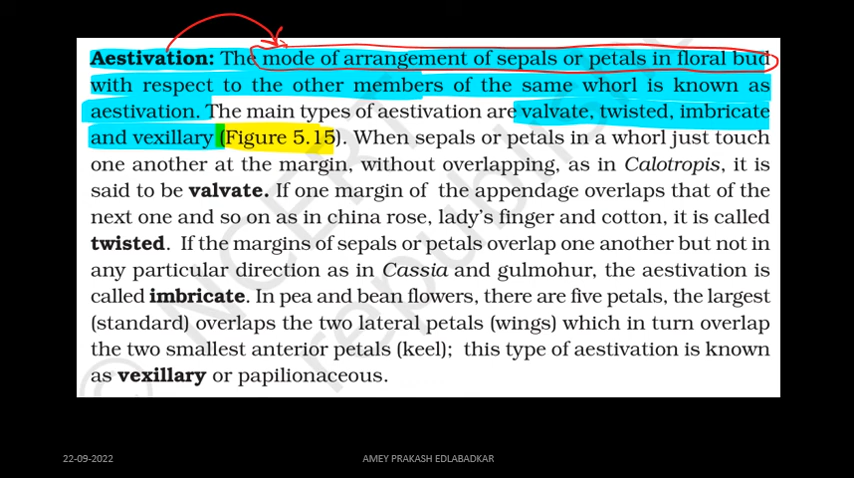 Aestivation: The mode of arrangement of sepals or petals in floral bud
with respect to the other members of the same whorl is known as
aestivation. The main types of aestivation are valvate, twisted, imbricate
and vexillary (Figure 5.15). When sepals or petals in a whorl just touch
one another at the margin, without overlapping, as in Calotropis, it is
said to be valvate. If one margin of the appendage overlaps that of the
next one and so on as in china rose, lady's finger and cotton, it is called
twisted. If the margins of sepals or petals overlap one another but not in
any particular direction as in Cassia and gulmohur, the aestivation is
called imbricate. In pea and bean flowers, there are five petals, the largest
(standard) overlaps the two lateral petals (wings) which in turn overlap
the two smallest anterior petals (keel); this type of aestivation is known
as vexillary or papilionaceous.
© NCERT
republish
22-09-2022
AMEY PRAKASH EDLABADKAR